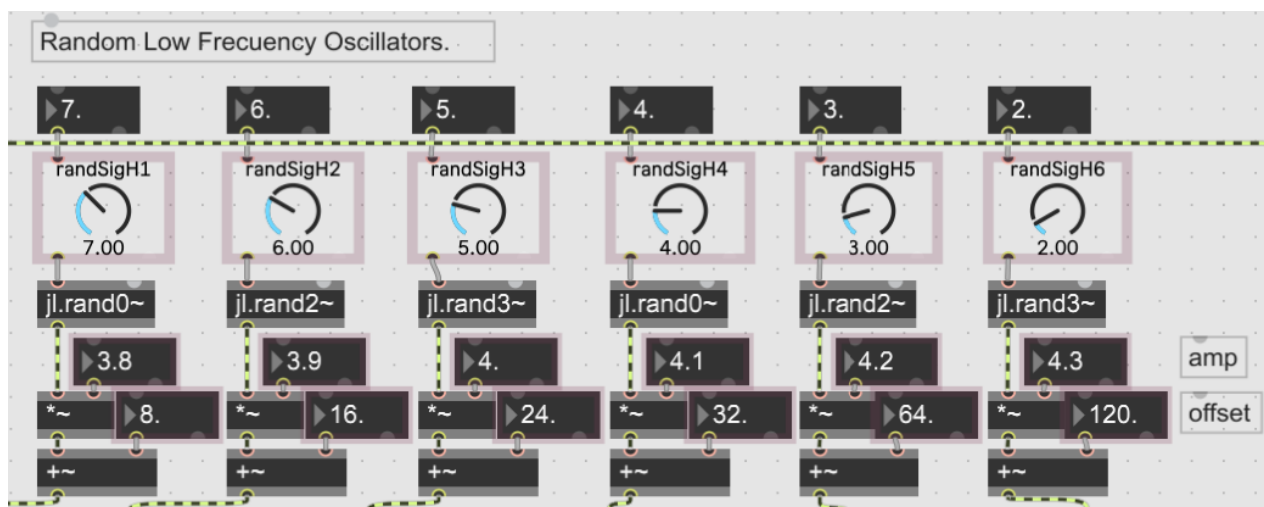 Random Low Frecuency Oscillators.
7. 6. 5. 4. 3. 2.
randSigH1 randSigH2 randSigH3 randSigH4 randSigH5 randSigH6
7.00 6.00 5.00 4.00 3.00 2.00
jl.rand0~ jl.rand2~ jl.rand3~ jl.rand0~ jl.rand2~ jl.rand3~
3.8 3.9 4. 4.1 4.2 4.3 amp
*~ 8. *~ 16. *~ 24. *~ 32. *~ 64. *~ 120. offset
+~ +~ +~ +~ +~ +~